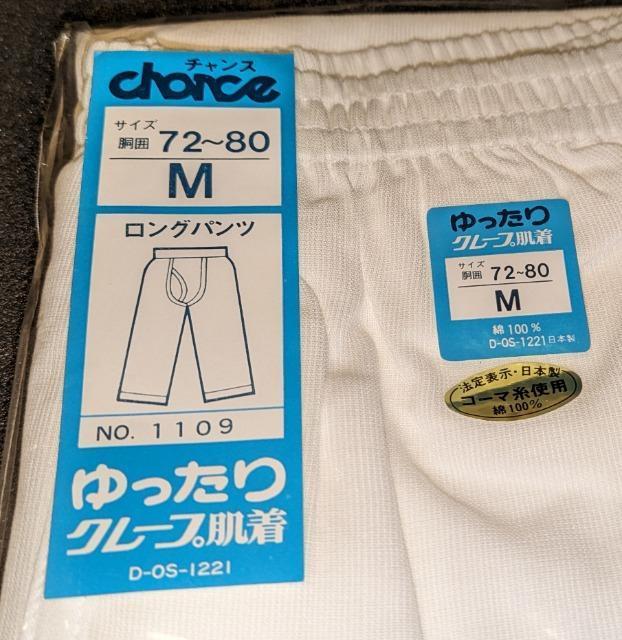 チャンス
chance
サイズ
胴囲 72~80
M
ロングパンツ
NO. 1109
ゆったり
クレープ肌着
D-OS-1221
ゆったり
クレープ肌着
サイズ
胴囲 72~80
M
綿100%
D-OS-1221日本製
法定表示・日本製
コーマ糸使用
綿100%